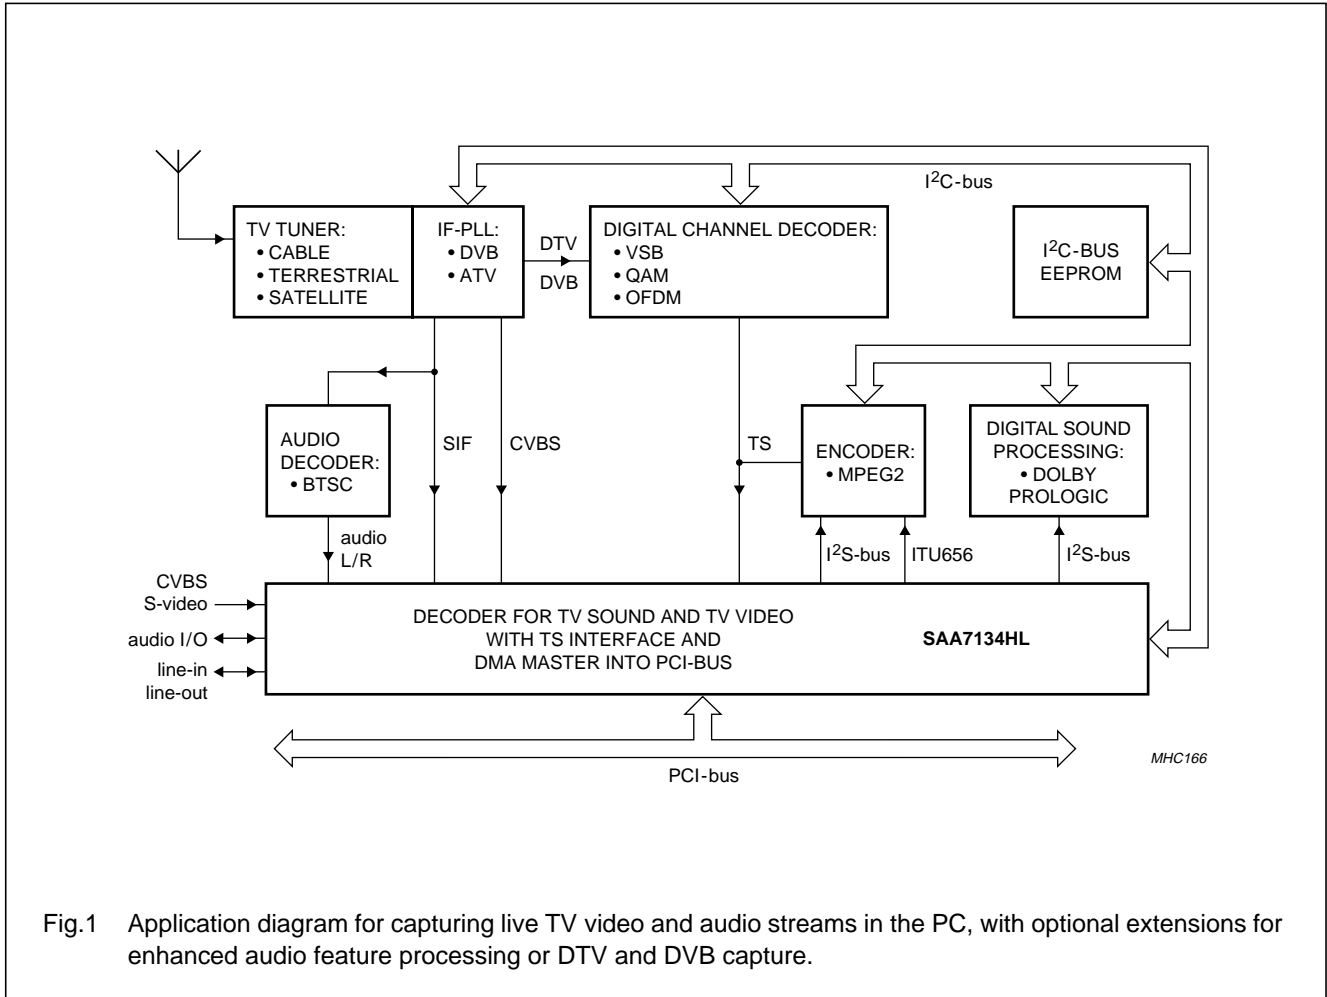 I²C-bus
TV TUNER:
• CABLE
• TERRESTRIAL
• SATELLITE
IF-PLL:
• DVB
• ATV
DTV
DVB
DIGITAL CHANNEL DECODER:
• VSB
• QAM
• OFDM
I²C-BUS
EEPROM
AUDIO
DECODER:
• BTSC
SIF
CVBS
TS
ENCODER:
• MPEG2
DIGITAL SOUND
PROCESSING:
• DOLBY
PROLOGIC
audio
L/R
I²S-bus
ITU656
I²S-bus
CVBS
S-video
audio I/O
line-in
line-out
DECODER FOR TV SOUND AND TV VIDEO
WITH TS INTERFACE AND
DMA MASTER INTO PCI-BUS
SAA7134HL
PCI-bus
MHC166
Fig.1 Application diagram for capturing live TV video and audio streams in the PC, with optional extensions for
enhanced audio feature processing or DTV and DVB capture.